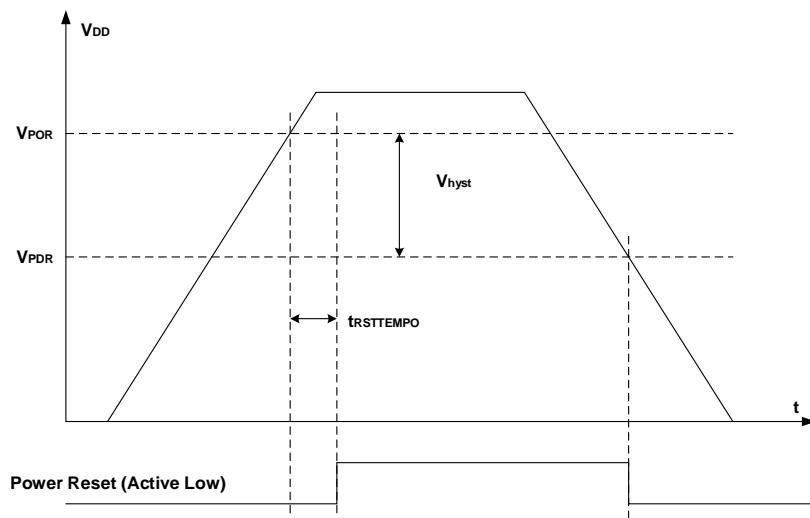 VDD
VPOR
Vhyst
VPDR
tRSTTEMPO
t
Power Reset (Active Low)